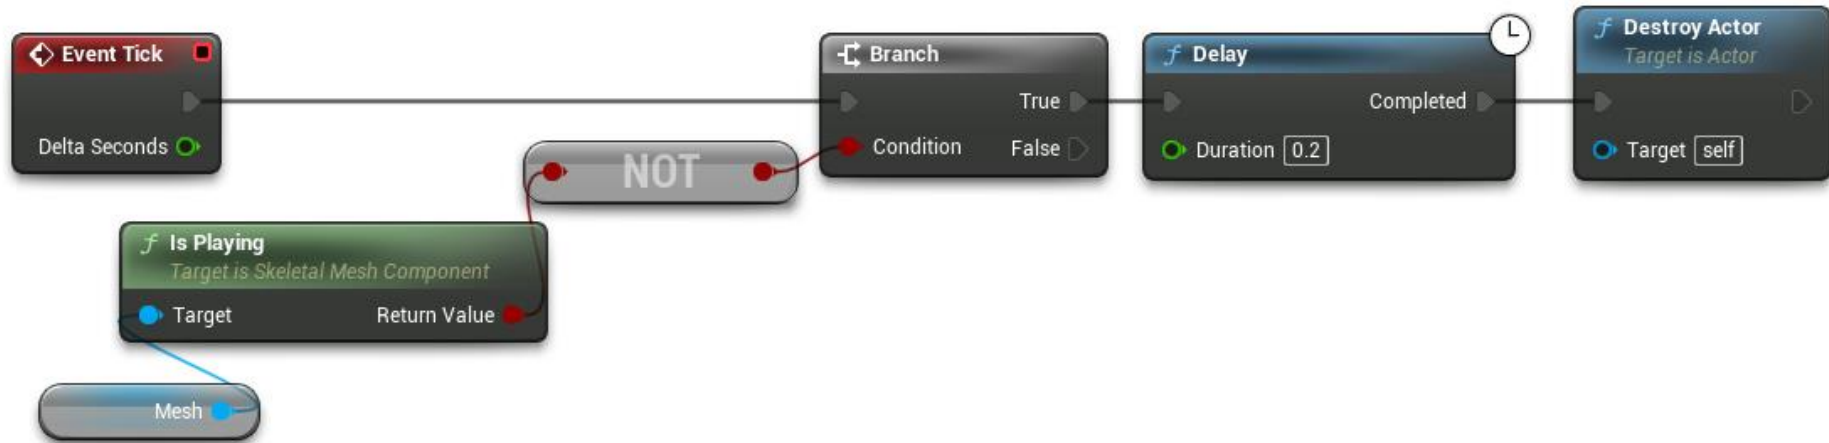 Event Tick
Delta Seconds
NOT
Branch
True
Condition
False
f Delay
Completed
Duration 0.2
f Destroy Actor
Target is Actor
Target self
f Is Playing
Target is Skeletal Mesh Component
Target Return Value
Mesh